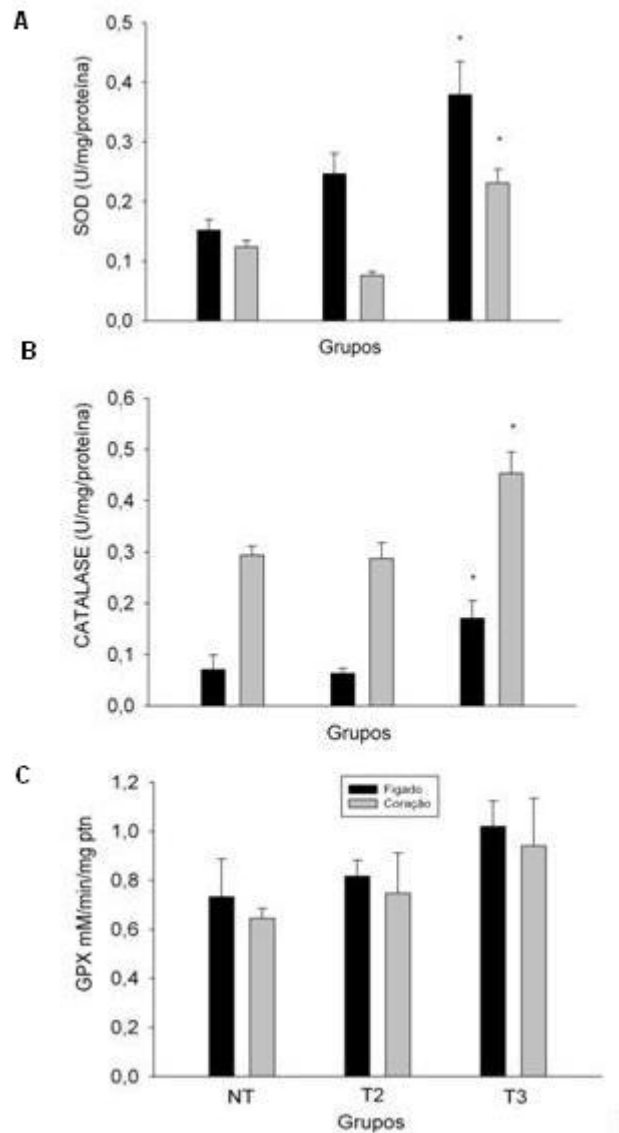 A
SOD (U/mg/proteína)
0,5
0,4
0,3
0,2
0,1
0,0
*
*
Grupos
B
CATALASE (U/mg/proteína)
0,6
0,5
0,4
0,3
0,2
0,1
0,0
*
*
Grupos
C
GPX mM/min/mg ptn
1,2
1,0
0,8
0,6
0,4
0,2
0,0
Fígado
Coração
NT T2 T3
Grupos